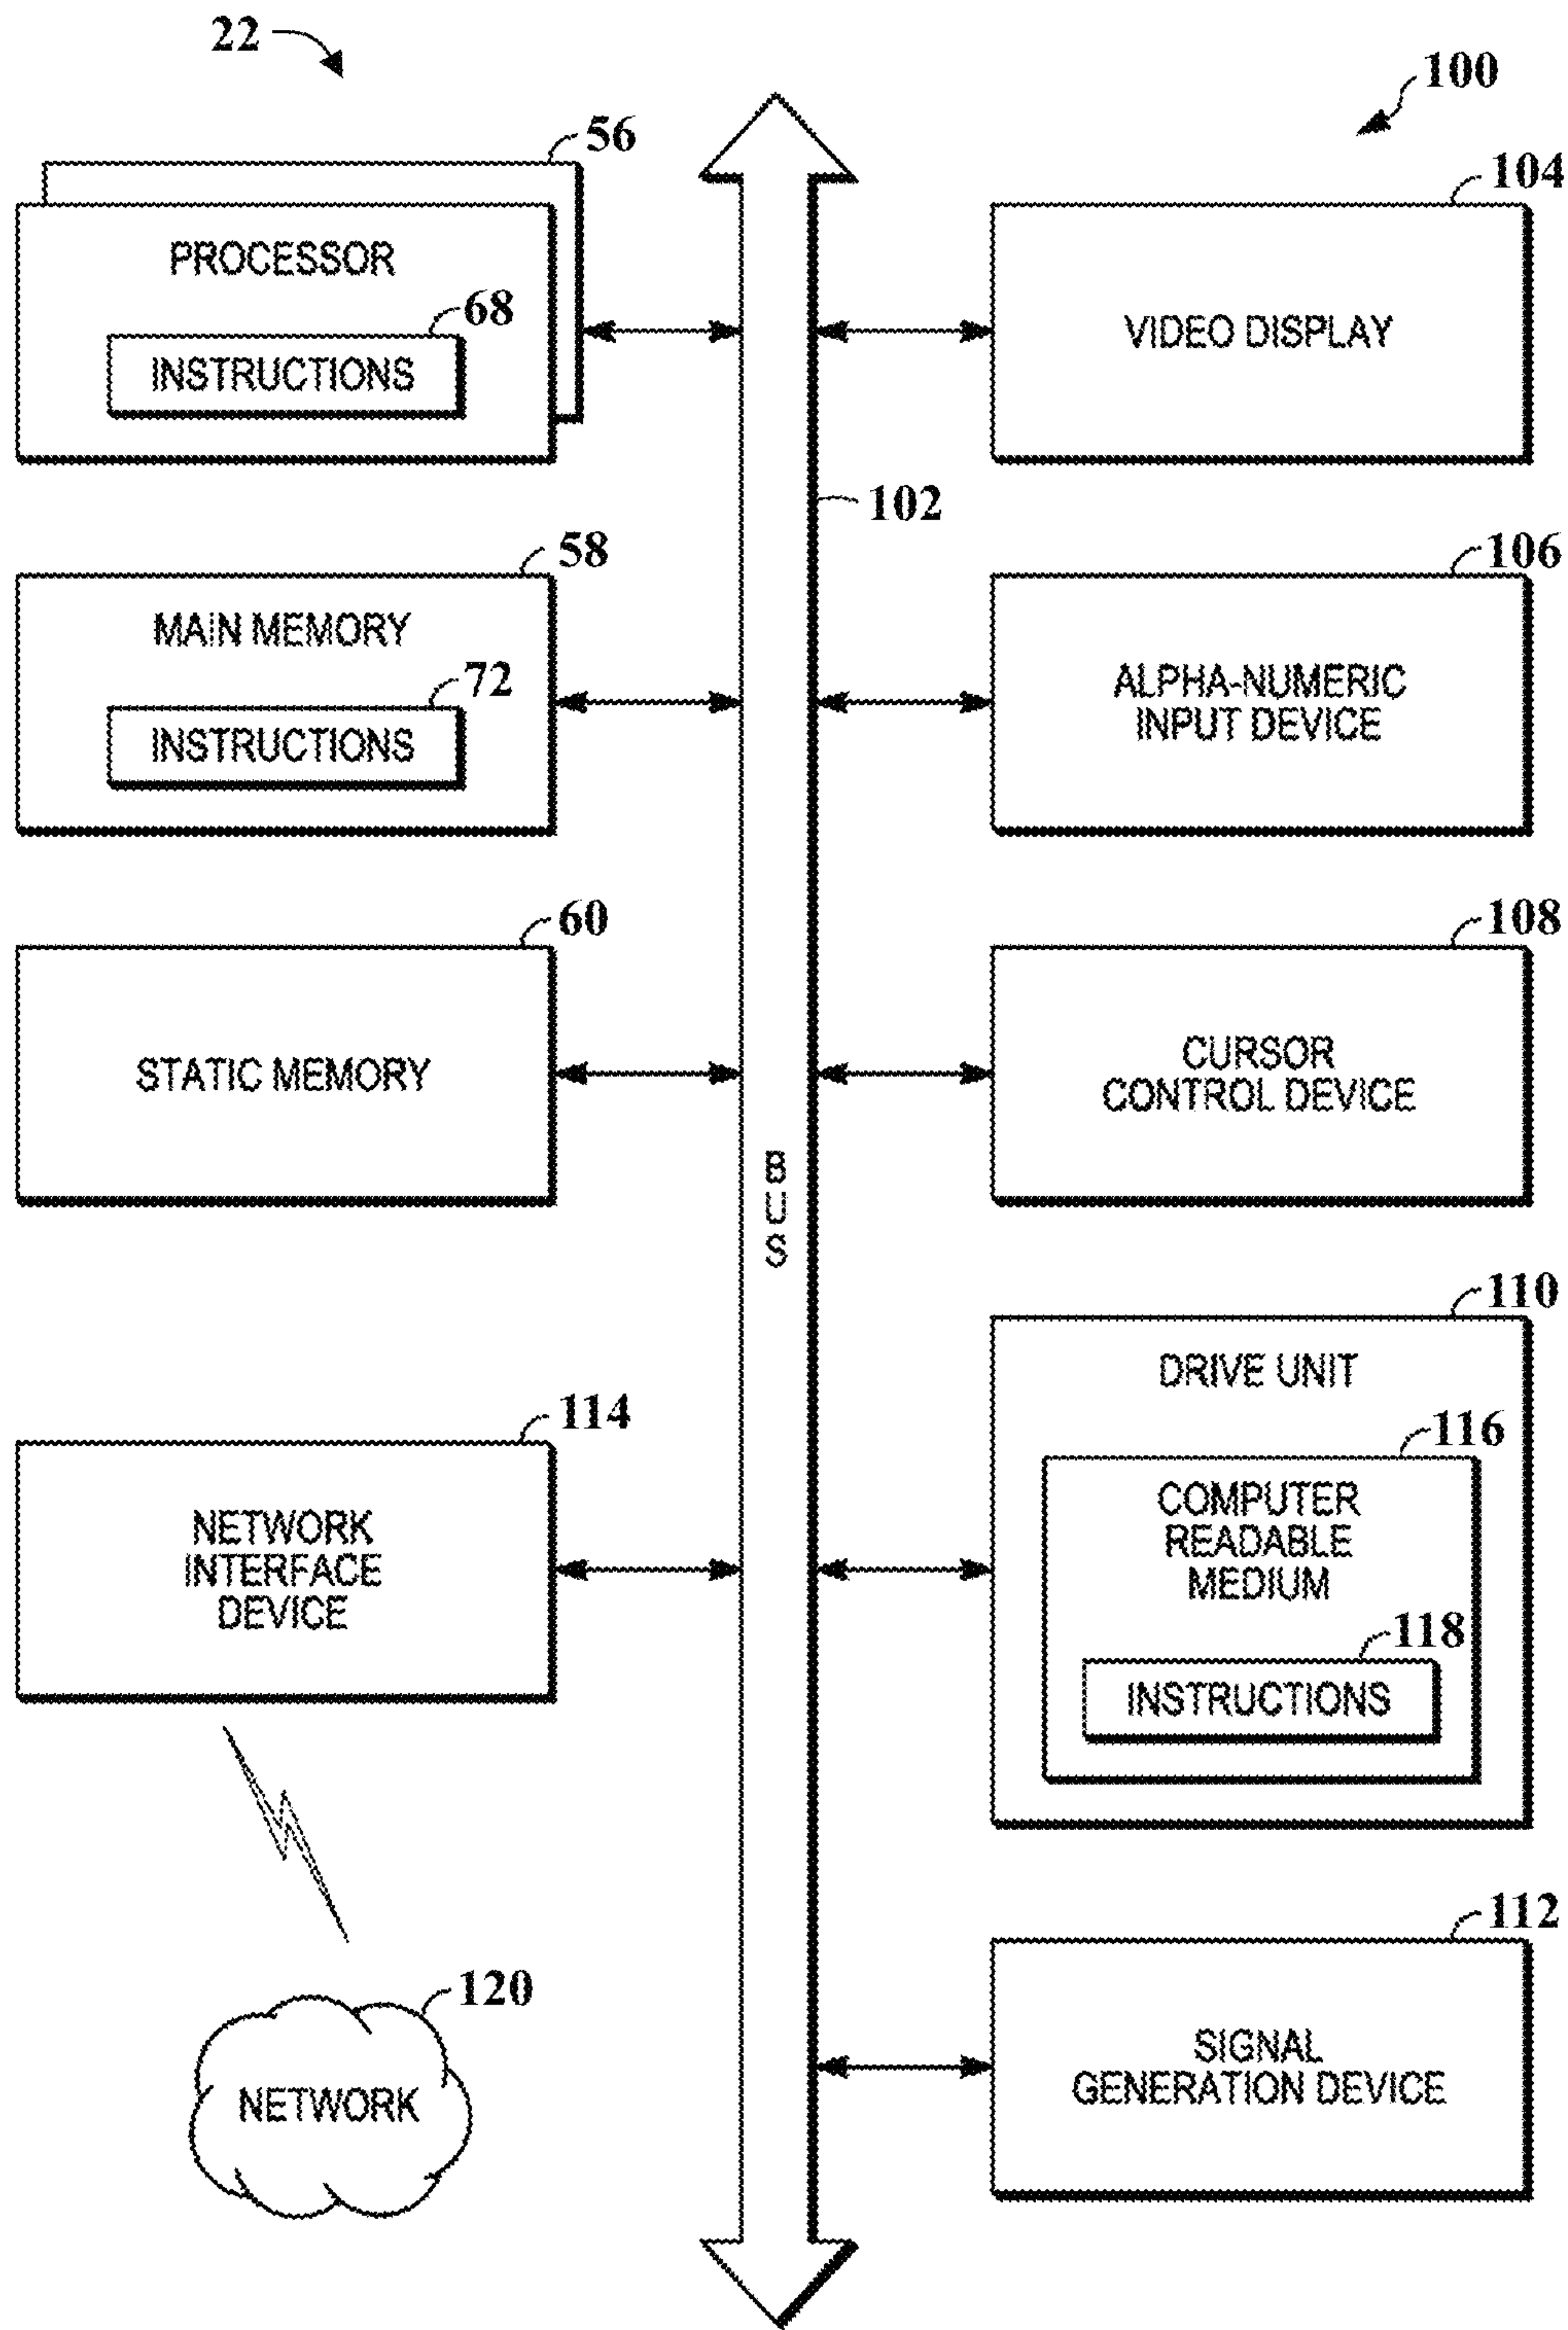 22
100
56
PROCESSOR
68
INSTRUCTIONS
104
VIDEO DISPLAY
102
58
MAIN MEMORY
72
INSTRUCTIONS
106
ALPHA-NUMERIC
INPUT DEVICE
60
STATIC MEMORY
108
CURSOR
CONTROL DEVICE
B
U
S
114
NETWORK
INTERFACE
DEVICE
110
DRIVE UNIT
116
COMPUTER
READABLE
MEDIUM
118
INSTRUCTIONS
120
NETWORK
112
SIGNAL
GENERATION DEVICE